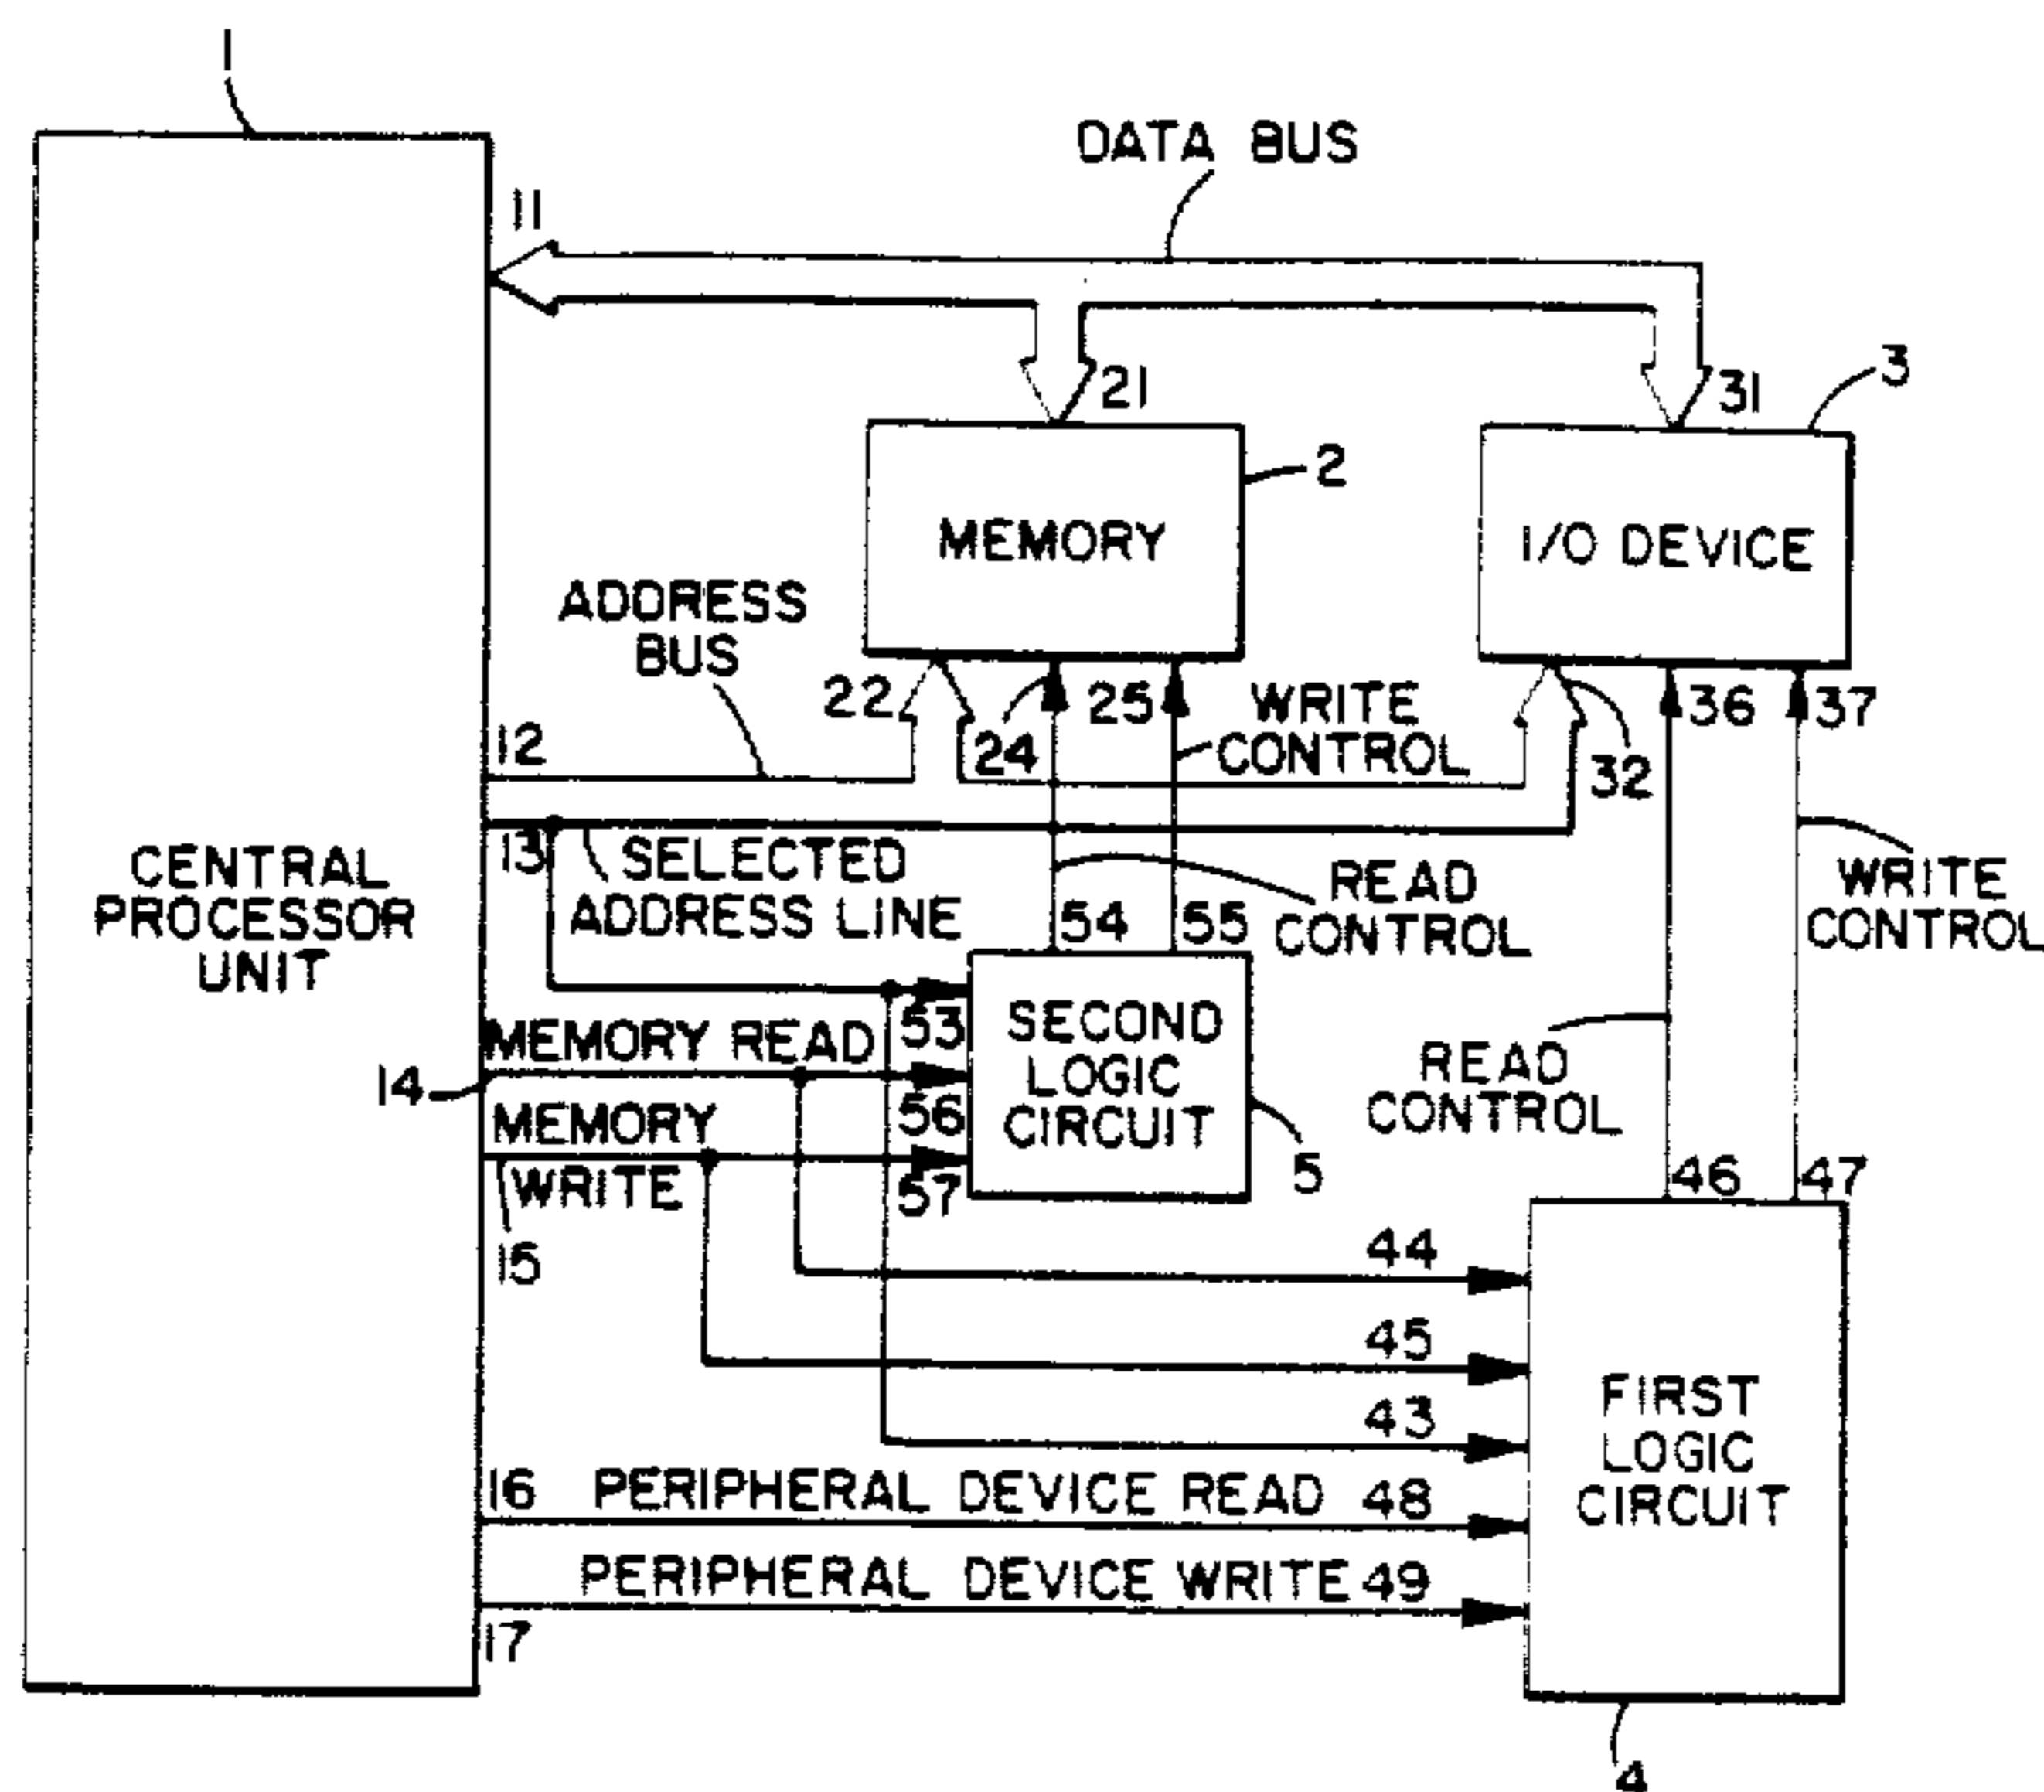 1
DATA BUS
11
21
31
3
2
MEMORY
I/O DEVICE
ADDRESS
BUS
22
24
25
WRITE
CONTROL
32
36
37
12
13
SELECTED
ADDRESS LINE
READ
CONTROL
WRITE
CONTROL
CENTRAL
PROCESSOR
UNIT
54
55
53
SECOND
LOGIC
CIRCUIT
MEMORY READ
14
56
READ
CONTROL
MEMORY
WRITE
57
5
15
46
47
44
45
43
FIRST
LOGIC
CIRCUIT
16
PERIPHERAL DEVICE READ
48
PERIPHERAL DEVICE WRITE
49
17
4